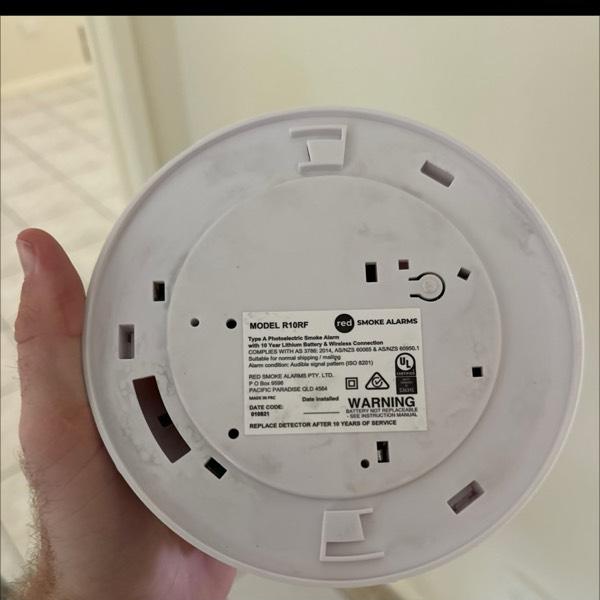 MODEL R10RF
red SMOKE ALARMS
Type A Photoelectric Smoke Alarm
with 10 Year Lithium Battery & Wireless Connection
COMPLIES WITH AS 3786: 2014, AS/NZS 60065 & AS/NZS 60950.1
Suitable for normal shipping / mailing
Alarm condition: Audible signal pattern (ISO 8201)
RED SMOKE ALARMS PTY. LTD.
P O Box 9598
PACIFIC PARADISE QLD 4564
MADE IN PRC
Date installed
DATE CODE:
010821
UL
CERTIFIED
WARNING
BATTERY NOT REPLACEABLE
- SEE INSTRUCTION MANUAL
REPLACE DETECTOR AFTER 10 YEARS OF SERVICE